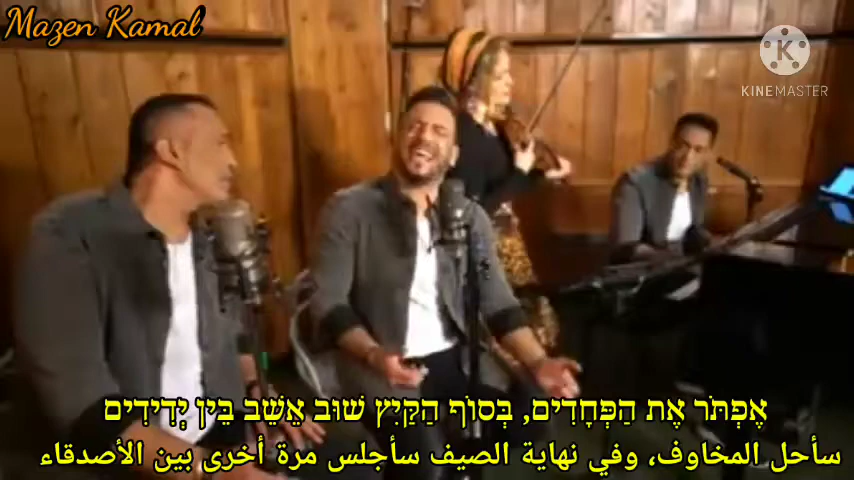 Mazen Kamal
KINEMASTER
אֶפְתֹּר אֶת הַפְּחָדִים, בְּסוֹף הַקַּיִץ שׁוּב אֵשֵׁב בֵּין יְדִידִים
سأحل المخاوف، وفي نهاية الصيف سأجلس مرة أخرى بين الأصدقاء